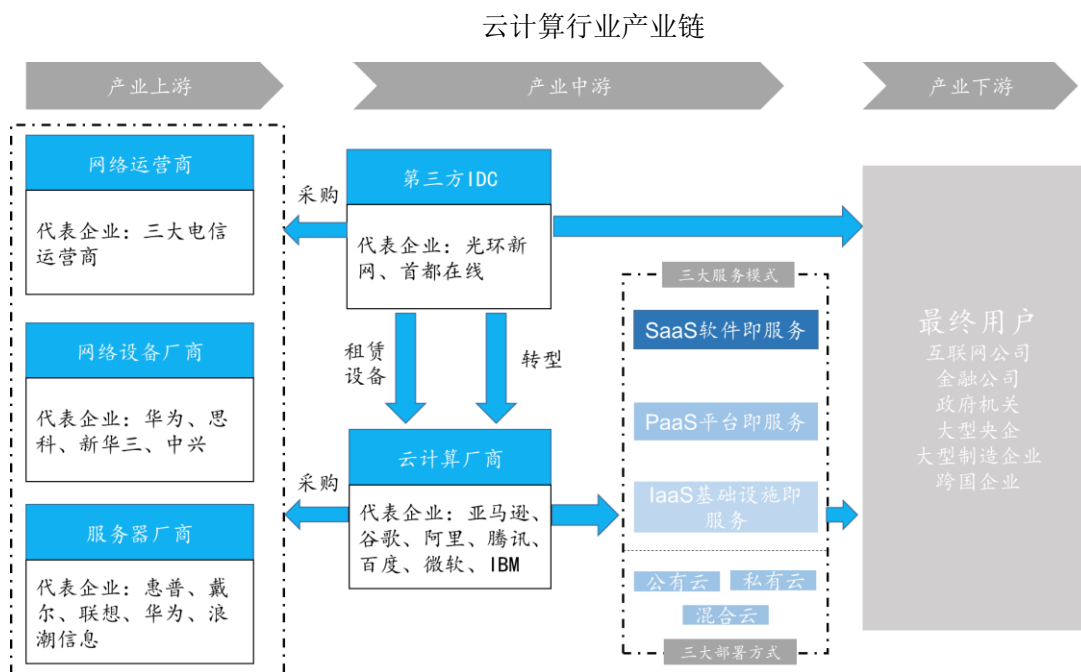 云计算行业产业链
产业上游
产业中游
产业下游
网络运营商
代表企业：三大电信
运营商
网络设备厂商
代表企业：华为、思
科、新华三、中兴
服务器厂商
代表企业：惠普、戴
尔、联想、华为、浪
潮信息
采购
采购
第三方IDC
代表企业：光环新
网、首都在线
租赁
设备
转型
云计算厂商
代表企业：亚马逊、
谷歌、阿里、腾讯、
百度、微软、IBM
三大服务模式
SaaS软件即服务
PaaS平台即服务
IaaS基础设施即
服务
公有云
私有云
混合云
三大部署方式
最终用户
互联网公司
金融公司
政府机关
大型央企
大型制造企业
跨国企业